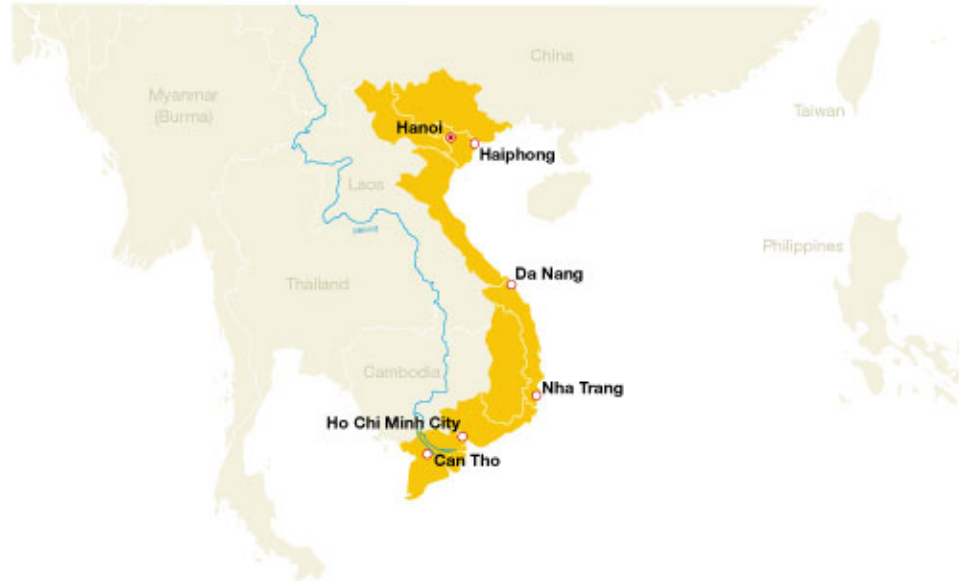 China
Myanmar
(Burma)
Taiwan
Hanoi
Haiphong
Laos
Philippines
Da Nang
Thailand
Cambodia
Nha Trang
Ho Chi Minh City
Can Tho